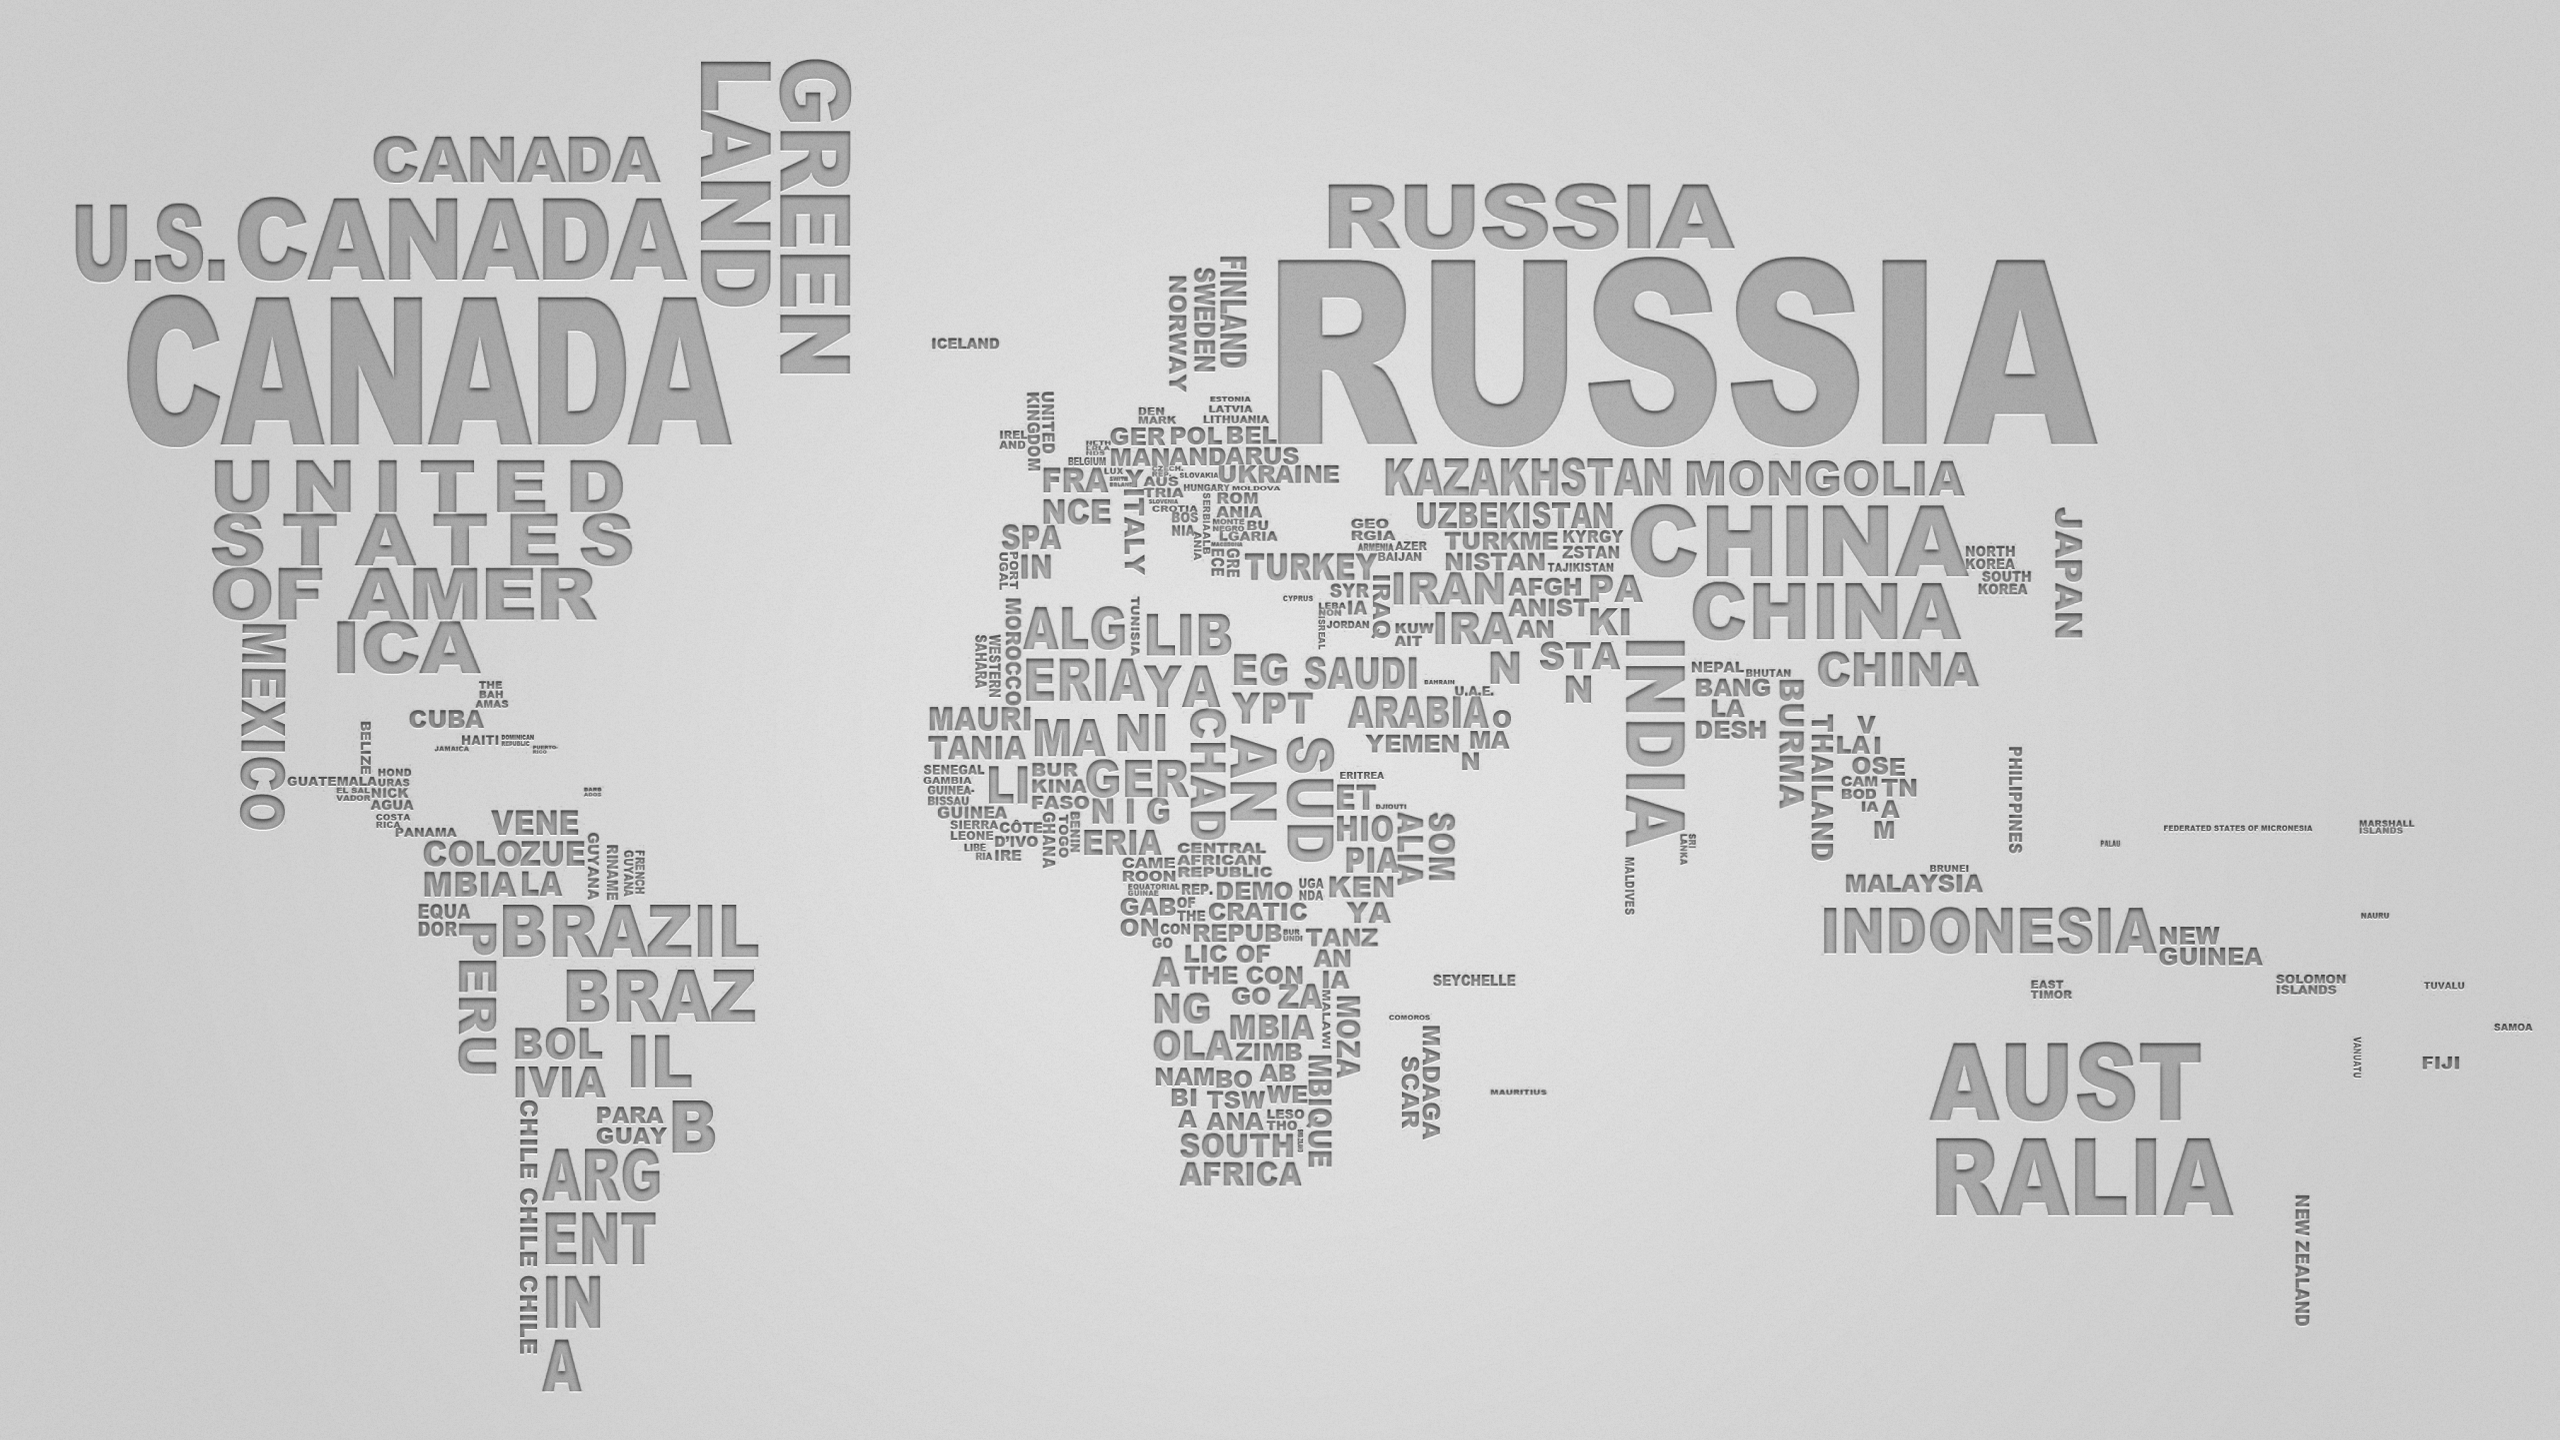 GREEN
LAND
CANADA
U.S. CANADA
CANADA
UNITED
STATES
OF AMER
ICA
MEXICO
THE
BAH
AMAS
CUBA
HAITI
DOMINICAN
REPUBLIC
JAMAICA
PUERTO-
RICO
BELIZE
GUATEMALA
HOND
URAS
EL SAL
VADOR
NICK
AGUA
COSTA
RICA
PANAMA
BARB
ADOS
VENE
ZUE
LA
COLO
MBIA
GUYANA
RINAME
FRENCH
GUYANA
EQUA
DOR
PERU
BRAZIL
BRAZ
IL
B
BOL
IVIA
PARA
GUAY
CHILE CHILE CHILE
ARG
ENT
IN
A
ICELAND
NORWAY
SWEDEN
FINLAND
UNITED
KINGDOM
IREL
AND
DEN
MARK
ESTONIA
LATVIA
LITHUANIA
NETH
ERLA
NDS
BELGIUM
LUX
GER
MANY
POL
AND
BEL
ARUS
UKRAINE
SLOVAKIA
AUS
TRIA
HUNGARY
MOLDOVA
SLOVENIA
CROTIA
BOS
NIA
SERBIA
ROM
ANIA
MONTE
NEGRO
BU
LGARIA
ALB
ANIA
MACEDONIA
GRE
ECE
ITALY
FRA
NCE
SPA
IN
PORT
UGAL
TURKEY
CYPRUS
GEO
RGIA
ARMENIA
AZER
BAIJAN
RUSSIA
RUSSIA
KAZAKHSTAN
MONGOLIA
UZBEKISTAN
TURKME
NISTAN
KYRGY
ZSTAN
TAJIKISTAN
CHINA
CHINA
CHINA
NORTH
KOREA
SOUTH
KOREA
JAPAN
SYR
IA
LEBA
NON
ISREAL
JORDAN
IRAQ
KUW
AIT
IRAN
IRA
N
AFGH
ANIST
AN
PA
KI
STA
N
INDIA
NEPAL
BHUTAN
BANG
LA
DESH
BURMA
THAILAND
LA
OSE
V
I
TN
A
M
CAM
BOD
IA
SRI
LANKA
MALDIVES
SAUDI
ARABIA
BAHRAIN
U.A.E.
O
MA
N
YEMEN
MOROCCO
WESTERN
SAHARA
ALG
ERIA
TUNISIA
LIB
YA
EG
YPT
MAURI
TANIA
MA
LI
NI
GER
CHAD
SUD
AN
ERITREA
ET
HIO
PIA
DJIOUTI
SOM
ALIA
SENEGAL
GAMBIA
GUINEA-
BISSAU
GUINEA
SIERRA
LEONE
LIBE
RIA
CÔTE
D'IVO
IRE
BUR
KINA
FASO
GHANA
TOGO
BENIN
NIG
ERIA
CAME
ROON
CENTRAL
AFRICAN
REPUBLIC
EQUATORIAL
GUINAE
GAB
ON
REP.
OF
THE
CON
GO
DEMO
CRATIC
REPUB
LIC OF
THE CON
GO
UGA
NDA
KEN
YA
BUR
UNDI
TANZ
AN
IA
A
NG
OLA
ZA
MBIA
MALAWI
MOZA
MBIQUE
ZIMB
AB
WE
NAM
BI
A
BO
TSW
ANA
LESO
THO
SOUTH
AFRICA
SEYCHELLE
COMOROS
MADAGA
SCAR
MAURITIUS
PHILIPPINES
PALAU
FEDERATED STATES OF MICRONESIA
MARSHALL
ISLANDS
BRUNEI
MALAYSIA
INDONESIA
NEW
GUINEA
EAST
TIMOR
NAURU
SOLOMON
ISLANDS
TUVALU
SAMOA
VANUATU
FIJI
AUST
RALIA
NEW ZEALAND